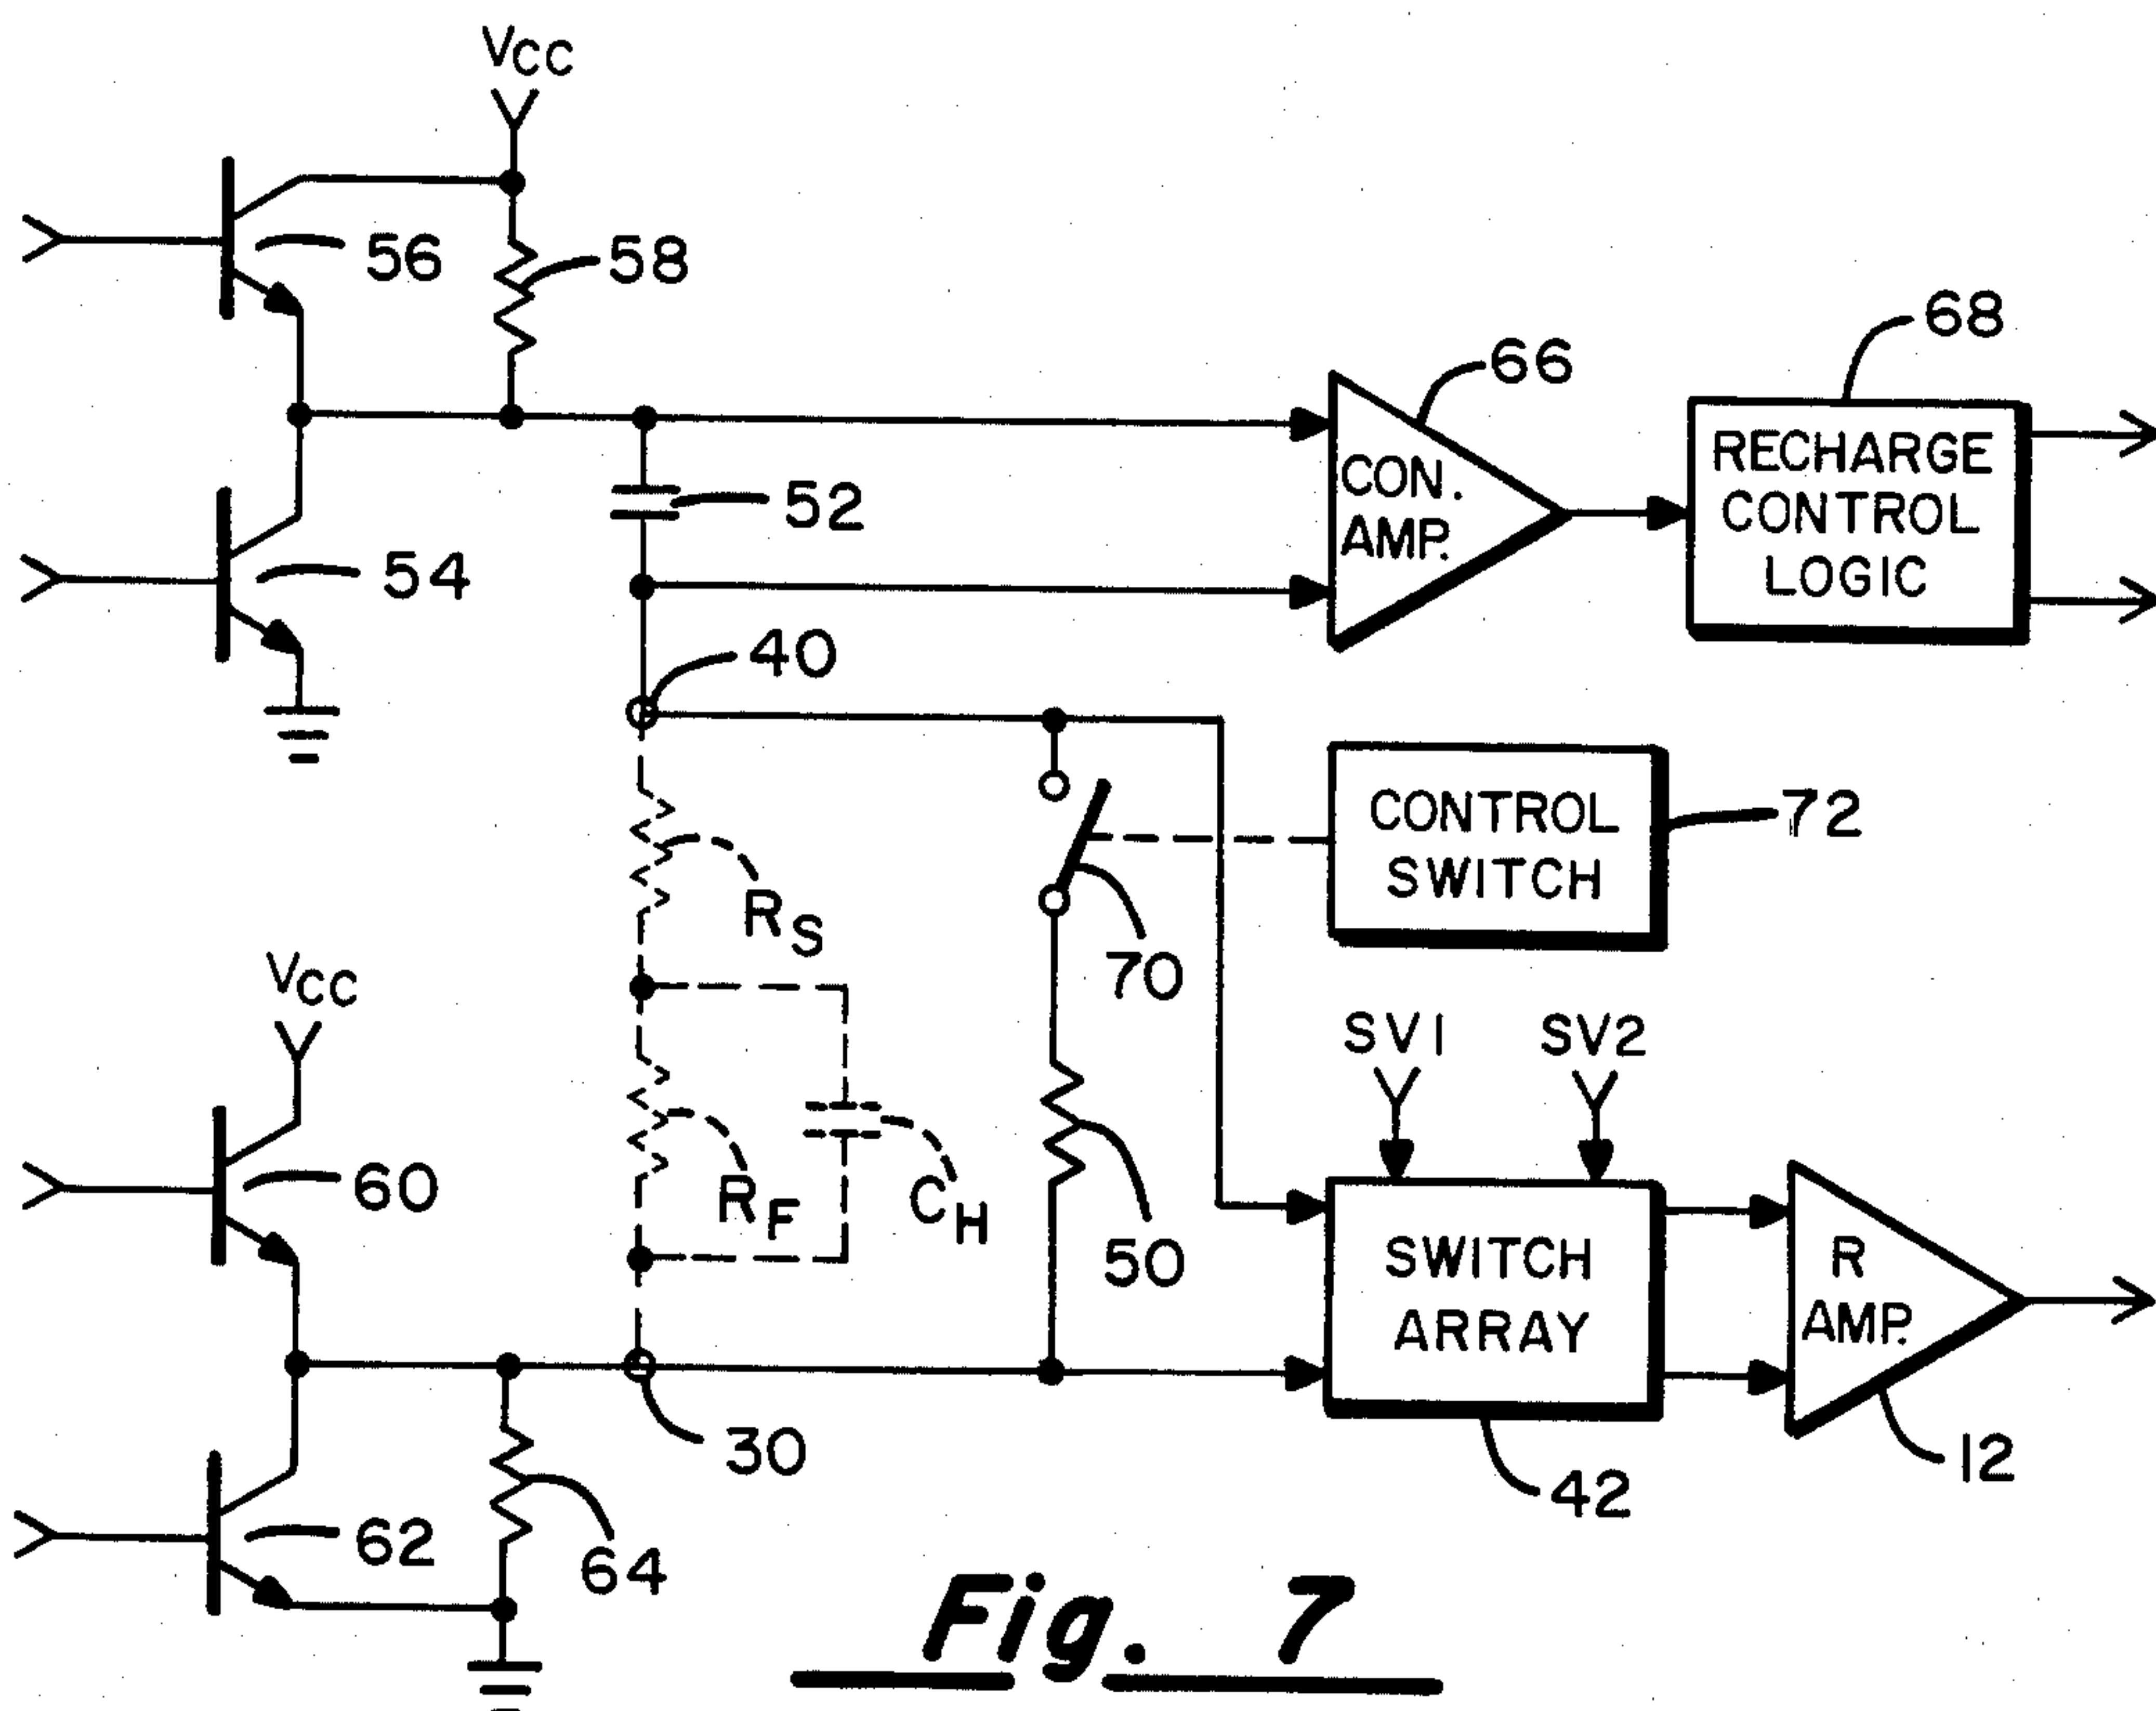 VCC
56
58
68
66
RECHARGE
CONTROL
LOGIC
CON.
AMP.
52
54
40
CONTROL
SWITCH
72
RS
70
VCC
SV1
SV2
60
RF
CH
50
SWITCH
ARRAY
R
AMP.
30
12
42
62
64
Fig. 7